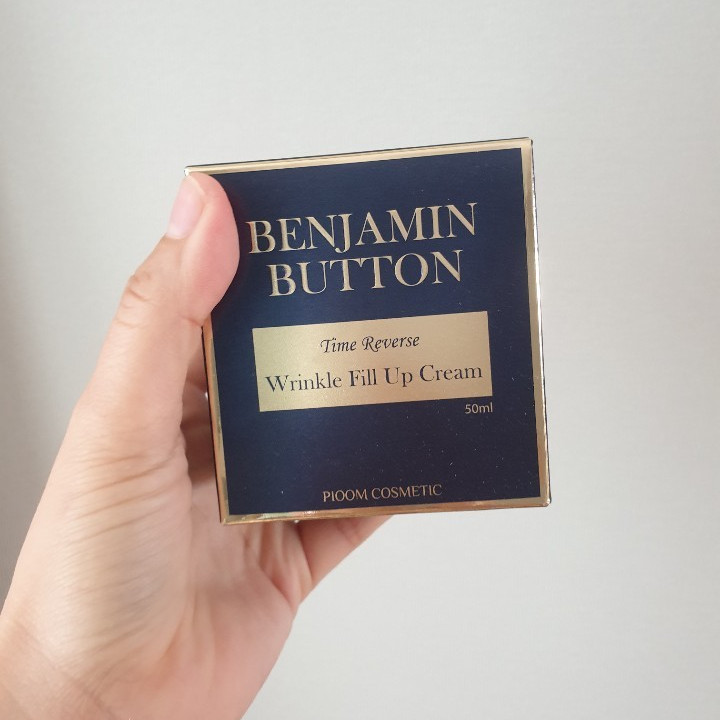 BENJAMIN
BUTTON
Time Reverse
Wrinkle Fill Up Cream
50ml
PIOOM COSMETIC